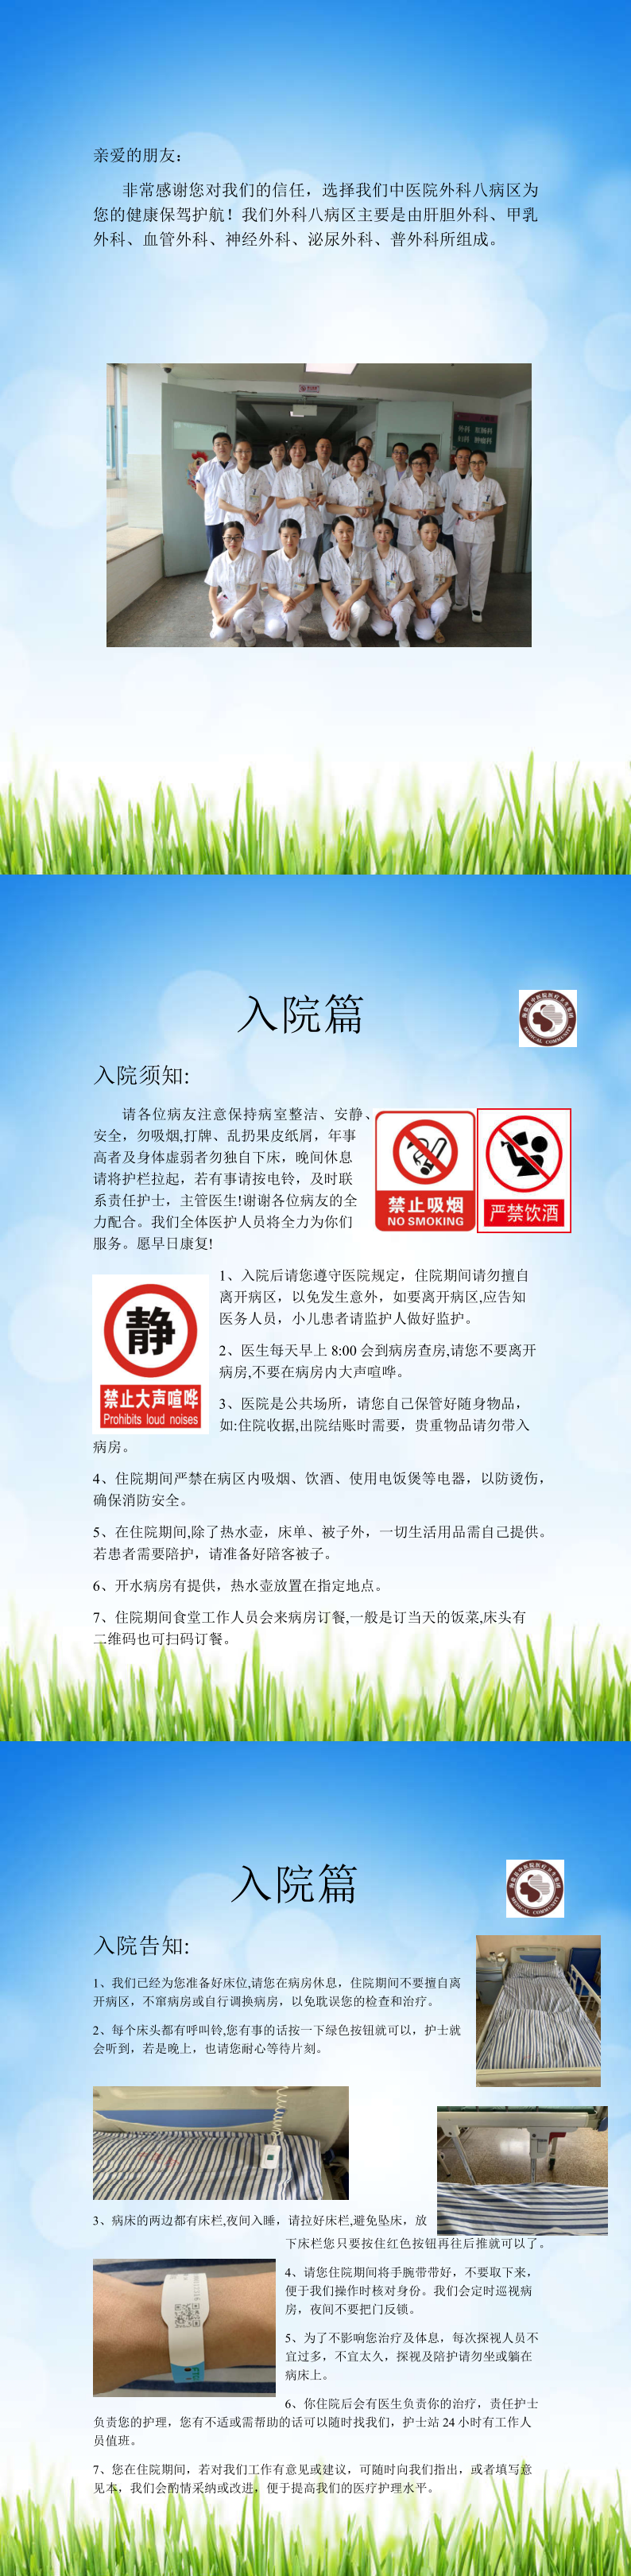 亲爱的朋友：
非常感谢您对我们的信任，选择我们中医院外科八病区为
您的健康保驾护航！我们外科八病区主要是由肝胆外科、甲乳
外科、血管外科、神经外科、泌尿外科、普外科所组成。
入院篇
MEDICAL COMMUNITY
入院须知:
请各位病友注意保持病室整洁、安静、
安全，勿吸烟,打牌、乱扔果皮纸屑，年事
高者及身体虚弱者勿独自下床，晚间休息
请将护栏拉起，若有事请按电铃，及时联
系责任护士，主管医生!谢谢各位病友的全
力配合。我们全体医护人员将全力为你们
服务。愿早日康复!
禁止吸烟
NO SMOKING
严禁饮酒
静
禁止大声喧哗
Prohibits loud noises
1、入院后请您遵守医院规定，住院期间请勿擅自
离开病区，以免发生意外，如要离开病区,应告知
医务人员，小儿患者请监护人做好监护。
2、医生每天早上 8:00 会到病房查房,请您不要离开
病房,不要在病房内大声喧哗。
3、医院是公共场所，请您自己保管好随身物品，
如:住院收据,出院结账时需要，贵重物品请勿带入
病房。
4、住院期间严禁在病区内吸烟、饮酒、使用电饭煲等电器，以防烫伤，
确保消防安全。
5、在住院期间,除了热水壶，床单、被子外，一切生活用品需自己提供。
若患者需要陪护，请准备好陪客被子。
6、开水病房有提供，热水壶放置在指定地点。
7、住院期间食堂工作人员会来病房订餐,一般是订当天的饭菜,床头有
二维码也可扫码订餐。
入院篇
MEDICAL COMMUNITY
入院告知:
1、我们已经为您准备好床位,请您在病房休息，住院期间不要擅自离
开病区，不窜病房或自行调换病房，以免耽误您的检查和治疗。
2、每个床头都有呼叫铃,您有事的话按一下绿色按钮就可以，护士就
会听到，若是晚上，也请您耐心等待片刻。
3、病床的两边都有床栏,夜间入睡，请拉好床栏,避免坠床，放
下床栏您只要按住红色按钮再往后推就可以了。
4、请您住院期间将手腕带带好，不要取下来，
便于我们操作时核对身份。我们会定时巡视病
房，夜间不要把门反锁。
5、为了不影响您治疗及体息，每次探视人员不
宜过多，不宜太久，探视及陪护请勿坐或躺在
病床上。
6、你住院后会有医生负责你的治疗，责任护士
负责您的护理，您有不适或需帮助的话可以随时找我们，护士站 24 小时有工作人
员值班。
7、您在住院期间，若对我们工作有意见或建议，可随时向我们指出，或者填写意
见本，我们会酌情采纳或改进，便于提高我们的医疗护理水平。